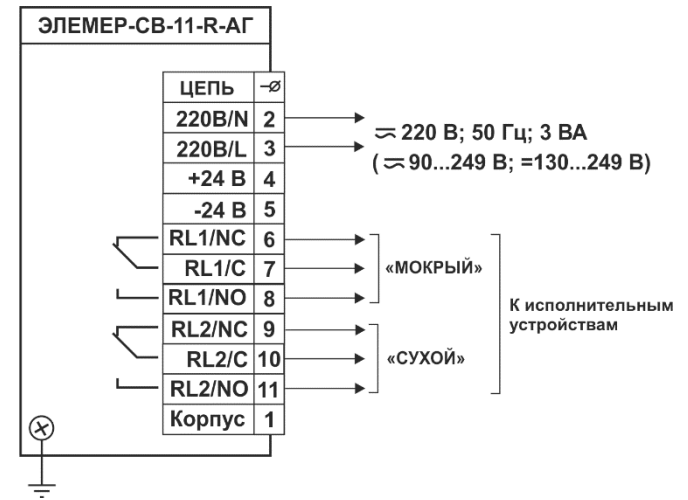 ЭЛЕМЕР-СВ-11-R-АГ
ЦЕПЬ
220В/N 2
220В/L 3
+24 В 4
-24 В 5
RL1/NC 6
RL1/C 7
RL1/NO 8
RL2/NC 9
RL2/C 10
RL2/NO 11
Корпус 1
≂ 220 В; 50 Гц; 3 ВА
( ≂ 90...249 В; =130...249 В)
«МОКРЫЙ»
«СУХОЙ»
К исполнительным
устройствам